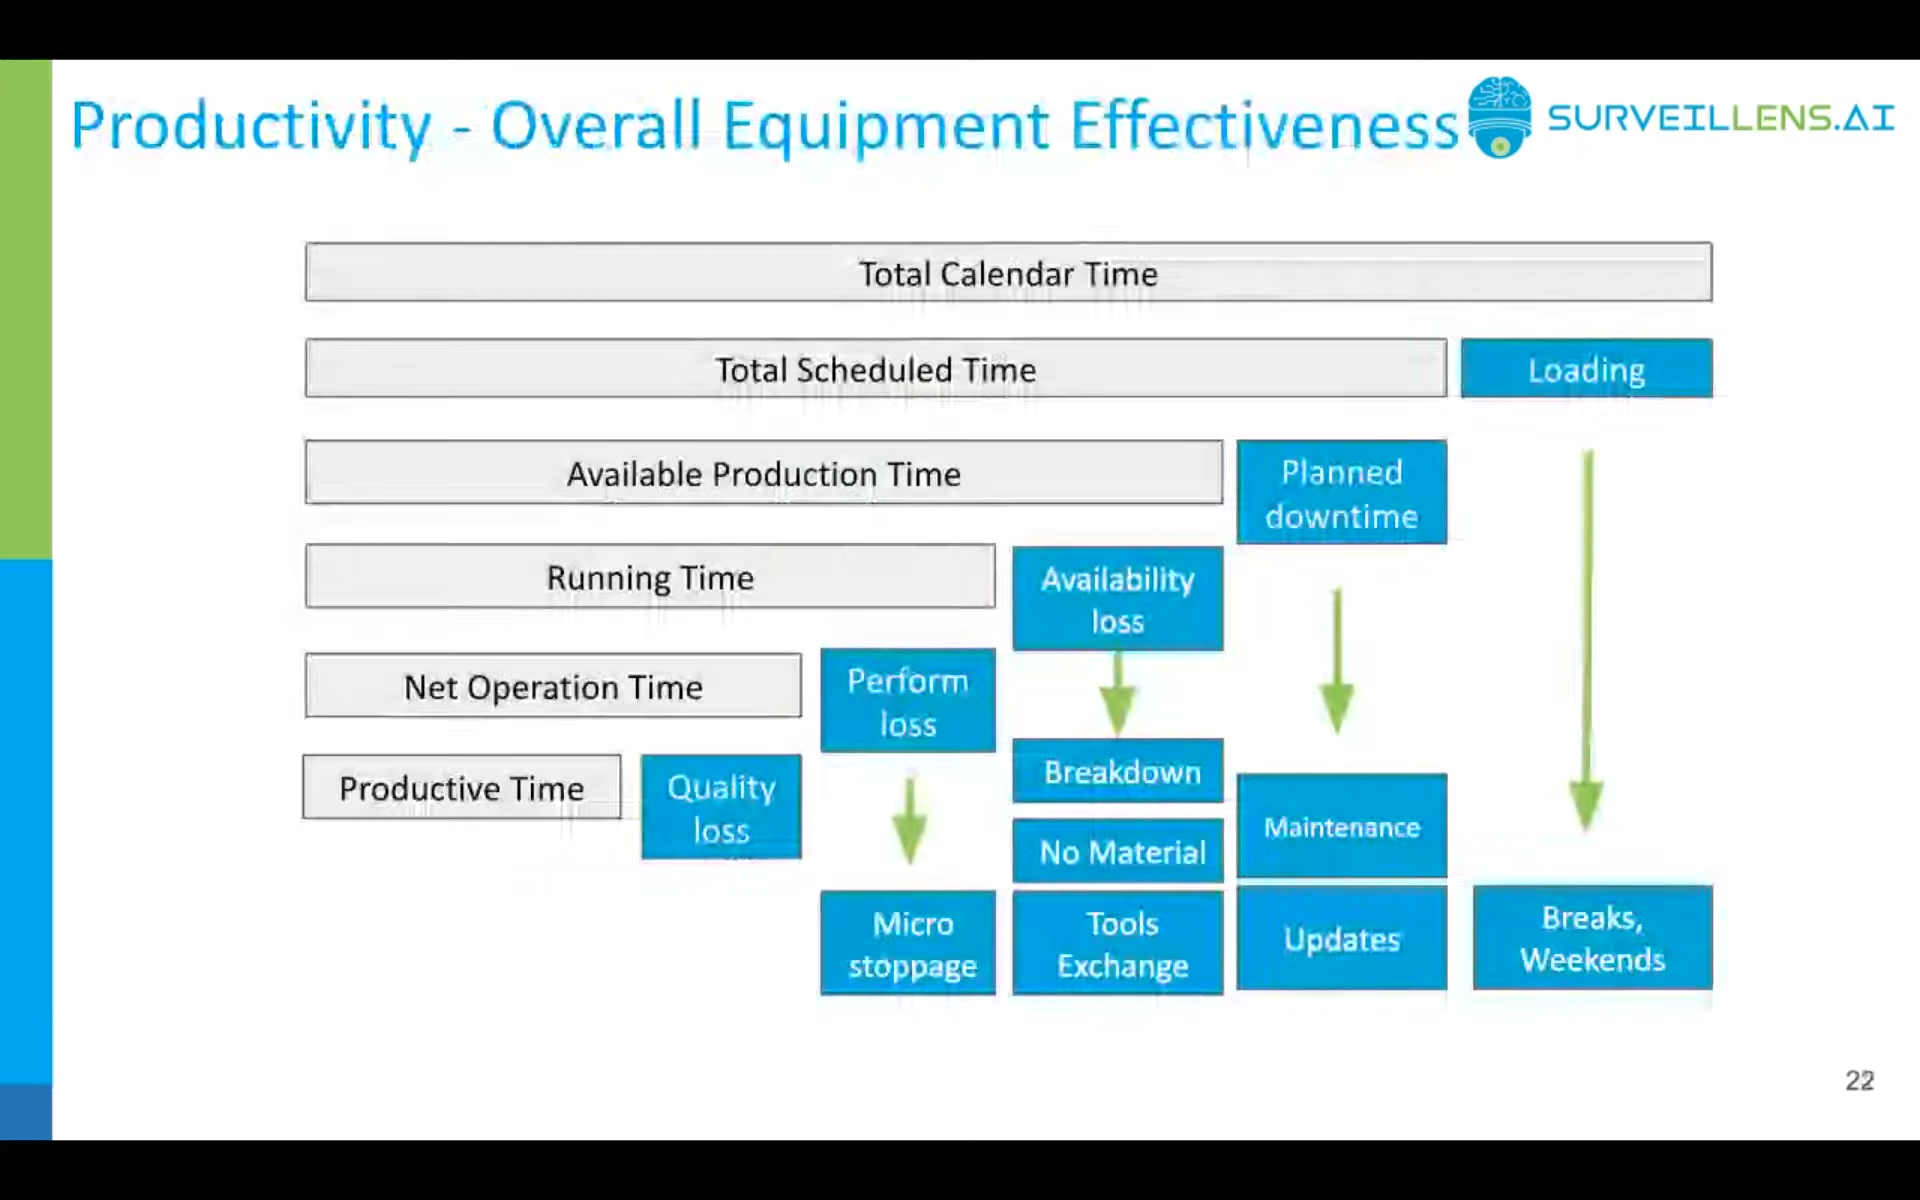 Productivity - Overall Equipment Effectiveness
SURVEILLENS.AI
Total Calendar Time
Total Scheduled Time
Loading
Available Production Time
Planned
downtime
Running Time
Availability
loss
Net Operation Time
Perform
loss
Productive Time
Quality
loss
Breakdown
No Material
Maintenance
Micro
stoppage
Tools
Exchange
Updates
Breaks,
Weekends
22